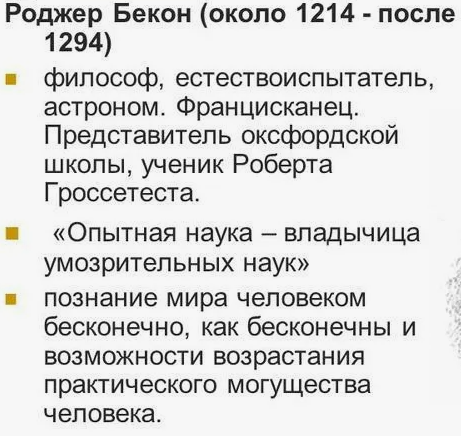 Роджер Бекон (около 1214 - после
1294)
философ, естествоиспытатель,
астроном. Францисканец.
Представитель оксфордской
школы, ученик Роберта
Гроссетеста.
«Опытная наука – владычица
умозрительных наук»
познание мира человеком
бесконечно, как бесконечны и
возможности возрастания
практического могущества
человека.